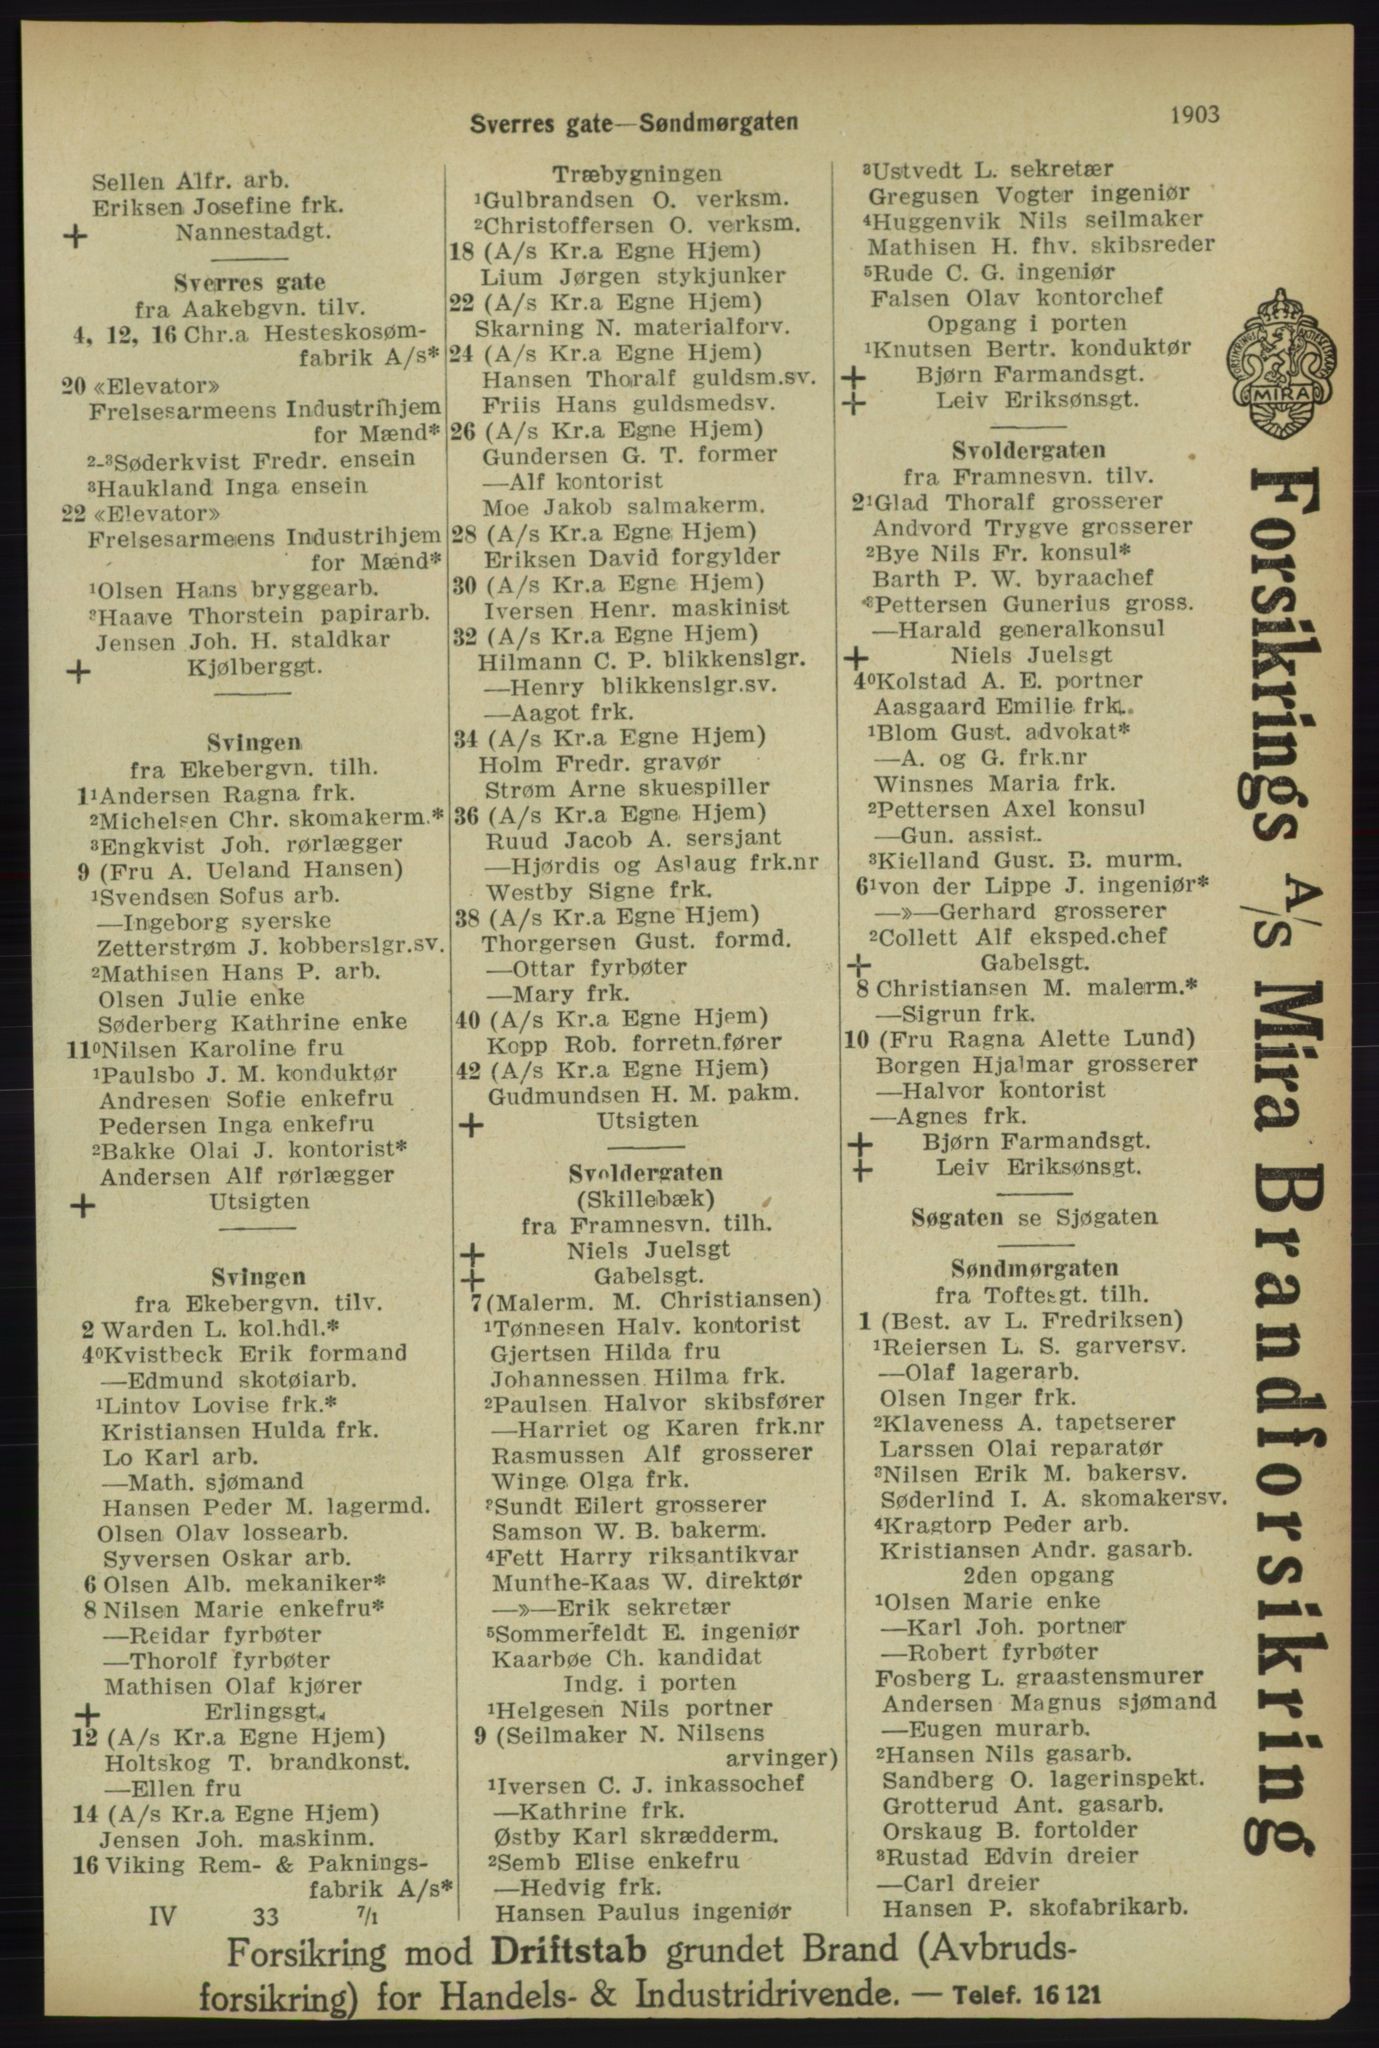 Sverres gate—Søndmørgaten
1903
Sellen Alfr. arb.
Eriksen Josefine frk.
+ Nannestadgt.
Sverres gate
fra Aakebgvn. tilv.
4, 12, 16 Chr.a Hesteskosøm-
fabrik A/s*
20 «Elevator»
Frelsesarmeens Industrihjem
for Mænd*
2-3Søderkvist Fredr. ensein
3Haukland Inga ensein
22 «Elevator»
Frelsesarmeens Industrihjem
for Mænd*
1Olsen Hans bryggearb.
3Haave Thorstein papirarb.
Jensen Joh. H. staldkar
+ Kjølberggt.
Svingen
fra Ekebergvn. tilh.
1 1Andersen Ragna frk.
2Michelsen Chr. skomakerm.*
3Engkvist Joh. rørlægger
9 (Fru A. Ueland Hansen)
1Svendsen Sofus arb.
—Ingeborg syerske
Zetterstrøm J. kobberslgr.sv.
2Mathisen Hans P. arb.
Olsen Julie enke
Søderberg Kathrine enke
11 0Nilsen Karoline fru
1Paulsbo J. M. konduktør
Andresen Sofie enkefru
Pedersen Inga enkefru
2Bakke Olai J. kontorist*
Andersen Alf rørlægger
+ Utsigten
Svingen
fra Ekebergvn. tilv.
2 Warden L. kol.hdl.*
4 0Kvistbeck Erik formand
—Edmund skotøiarb.
1Lintov Lovise frk.*
Kristiansen Hulda frk.
Lo Karl arb.
—Math. sjømand
Hansen Peder M. lagermd.
Olsen Olav lossearb.
Syversen Oskar arb.
6 Olsen Alb. mekaniker*
8 Nilsen Marie enkefru*
—Reidar fyrbøter
—Thorolf fyrbøter
Mathisen Olaf kjører
+ Erlingsgt.
12 (A/s Kr.a Egne Hjem)
Holtskog T. brandkonst.
—Ellen fru
14 (A/s Kr.a Egne Hjem)
Jensen Joh. maskinm.
16 Viking Rem- & Paknings-
fabrik A/s*
IV 33 7/1
Træbygningen
1Gulbrandsen O. verksm.
2Christoffersen O. verksm.
18 (A/s Kr.a Egne Hjem)
Lium Jørgen stykjunker
22 (A/s Kr.a Egne Hjem)
Skarning N. materialforv.
24 (A/s Kr.a Egne Hjem)
Hansen Thoralf guldsm.sv.
Friis Hans guldsmedsv.
26 (A/s Kr.a Egne Hjem)
Gundersen G. T. former
—Alf kontorist
Moe Jakob salmakerm.
28 (A/s Kr.a Egne Hjem)
Eriksen David forgylder
30 (A/s Kr.a Egne Hjem)
Iversen Henr. maskinist
32 (A/s Kr.a Egne Hjem)
Hilmann C. P. blikkenslgr.
—Henry blikkenslgr.sv.
—Aagot frk.
34 (A/s Kr.a Egne Hjem)
Holm Fredr. gravør
Strøm Arne skuespiller
36 (A/s Kr.a Egne Hjem)
Ruud Jacob A. sersjant
—Hjørdis og Aslaug frk.nr
Westby Signe frk.
38 (A/s Kr.a Egne Hjem)
Thorgersen Gust. formd.
—Ottar fyrbøter
—Mary frk.
40 (A/s Kr.a Egne Hjem)
Kopp Rob. forretn.fører
42 (A/s Kr.a Egne Hjem)
Gudmundsen H. M. pakm.
+ Utsigten
Svoldergaten
(Skillebæk)
fra Framnesvn. tilh.
+ Niels Juelsgt
+ Gabelsgt.
7 (Malerm. M. Christiansen)
1Tønnesen Halv. kontorist
Gjertsen Hilda fru
Johannessen Hilma frk.
2Paulsen Halvor skibsfører
—Harriet og Karen frk.nr
Rasmussen Alf grosserer
Winge Olga frk.
3Sundt Eilert grosserer
Samson W. B. bakerm.
4Fett Harry riksantikvar
Munthe-Kaas W. direktør
—»—Erik sekretær
5Sommerfeldt E. ingeniør
Kaarbøe Ch. kandidat
Indg. i porten
1Helgesen Nils portner
9 (Seilmaker N. Nilsens
arvinger)
1Iversen C. J. inkassochef
—Kathrine frk.
Østby Karl skrædderm.
2Semb Elise enkefru
—Hedvig frk.
Hansen Paulus ingeniør
3Ustvedt L. sekretær
Gregusen Vogter ingeniør
4Huggenvik Nils seilmaker
Mathisen H. fhv. skibsreder
5Rude C. G. ingeniør
Falsen Olav kontorchef
Opgang i porten
1Knutsen Bertr. konduktør
+ Bjørn Farmandsgt.
+ Leiv Eriksønsgt.
Svoldergaten
fra Framnesvn. tilv.
2 1Glad Thoralf grosserer
Andvord Trygve grosserer
2Bye Nils Fr. konsul*
Barth P. W. byraachef
3Pettersen Gunerius gross.
—Harald generalkonsul
+ Niels Juelsgt
4 0Kolstad A. E. portner
Aasgaard Emilie frk.
1Blom Gust. advokat*
—A. og G. frk.nr
Winsnes Maria frk.
2Pettersen Axel konsul
—Gun. assist.
3Kielland Gust. B. murm.
6 1von der Lippe J. ingeniør*
—»—Gerhard grosserer
2Collett Alf eksped.chef
+ Gabelsgt.
8 Christiansen M. malerm.*
—Sigrun frk.
10 (Fru Ragna Alette Lund)
Borgen Hjalmar grosserer
—Halvor kontorist
—Agnes frk.
+ Bjørn Farmandsgt.
+ Leiv Eriksønsgt.
Søgaten se Sjøgaten
Søndmørgaten
fra Toftesgt. tilh.
1 (Best. av L. Fredriksen)
1Reiersen L. S. garversv.
—Olaf lagerarb.
Olsen Inger frk.
2Klaveness A. tapetserer
Larssen Olai reparatør
3Nilsen Erik M. bakersv.
Søderlind I. A. skomakersv.
4Kragtorp Peder arb.
Kristiansen Andr. gasarb.
2den opgang
1Olsen Marie enke
—Karl Joh. portner
—Robert fyrbøter
Fosberg L. graastensmurer
Andersen Magnus sjømand
—Eugen murarb.
2Hansen Nils gasarb.
Sandberg O. lagerinspekt.
Grotterud Ant. gasarb.
Orskaug B. fortolder
3Rustad Edvin dreier
—Carl dreier
Hansen P. skofabrikarb.
MIRA
Forsikrings A/s Mira Brandforsikring
Forsikring mod Driftstab grundet Brand (Avbruds-
forsikring) for Handels- & Industridrivende. — Telef. 16 121